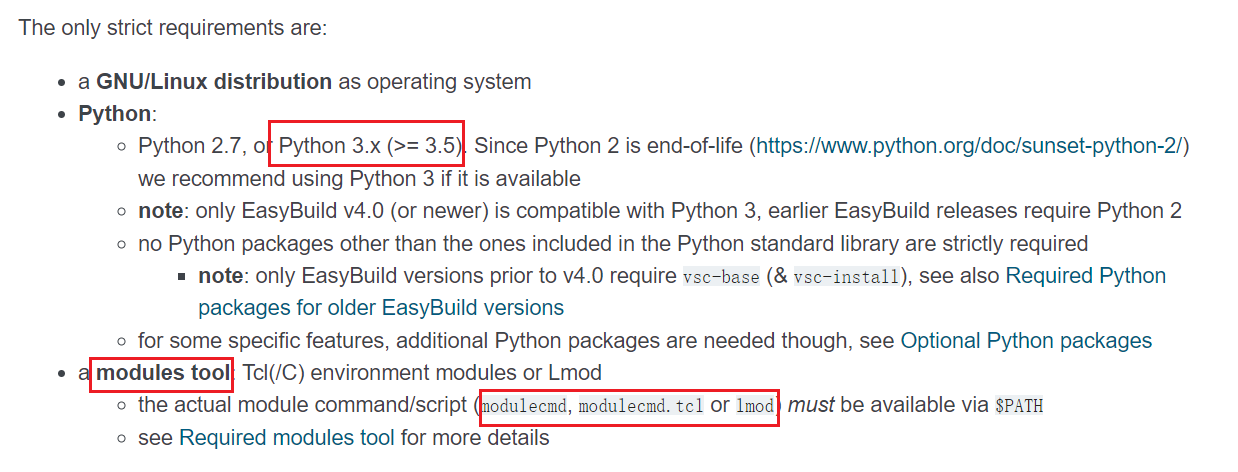 The only strict requirements are:
• a GNU/Linux distribution as operating system
• Python:
◦ Python 2.7, or Python 3.x (>= 3.5). Since Python 2 is end-of-life (https://www.python.org/doc/sunset-python-2/)
we recommend using Python 3 if it is available
◦ note: only EasyBuild v4.0 (or newer) is compatible with Python 3, earlier EasyBuild releases require Python 2
◦ no Python packages other than the ones included in the Python standard library are strictly required
▪ note: only EasyBuild versions prior to v4.0 require vsc-base (& vsc-install), see also Required Python
packages for older EasyBuild versions
◦ for some specific features, additional Python packages are needed though, see Optional Python packages
• a modules tool: Tcl(/C) environment modules or Lmod
◦ the actual module command/script (modulecmd, modulecmd.tcl or lmod) must be available via $PATH
◦ see Required modules tool for more details